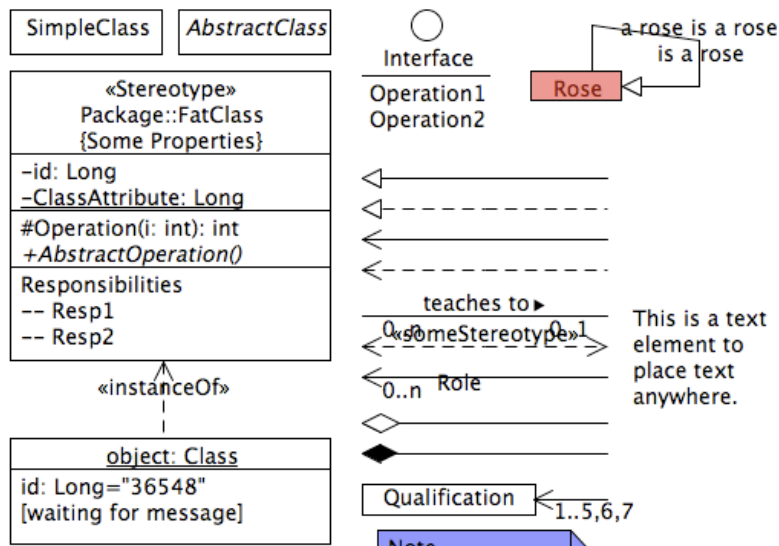 SimpleClass
AbstractClass
«Stereotype»
Package::FatClass
{Some Properties}
-id: Long
-ClassAttribute: Long
#Operation(i: int): int
+AbstractOperation()
Responsibilities
-- Resp1
-- Resp2
«instanceOf»
object: Class
id: Long="36548"
[waiting for message]
Interface
Operation1
Operation2
a rose is a rose
is a rose
Rose
teaches to ▸
0..n
0..1
«someStereotype»
0..n
Role
This is a text
element to
place text
anywhere.
Qualification
1..5,6,7
Note